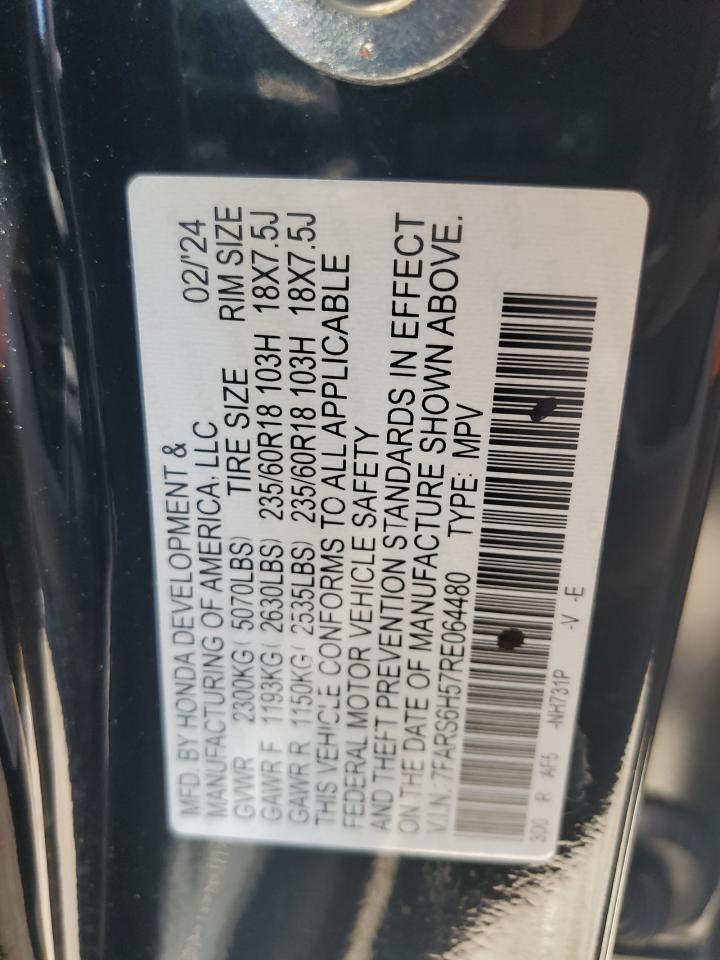 MFD. BY HONDA DEVELOPMENT &
MANUFACTURING OF AMERICA, LLC 02/'24
GVWR 2300KG( 5070LBS) TIRE SIZE RIM SIZE
GAWR F 1193KG( 2630LBS) 235/60R18 103H 18X7.5J
GAWR R 1150KG( 2535LBS) 235/60R18 103H 18X7.5J
THIS VEHICLE CONFORMS TO ALL APPLICABLE
FEDERAL MOTOR VEHICLE SAFETY
AND THEFT PREVENTION STANDARDS IN EFFECT
ON THE DATE OF MANUFACTURE SHOWN ABOVE.
V.I.N. 7FARS6H57RE064480 TYPE: MPV
300 R AF5 -NH731P -V -E